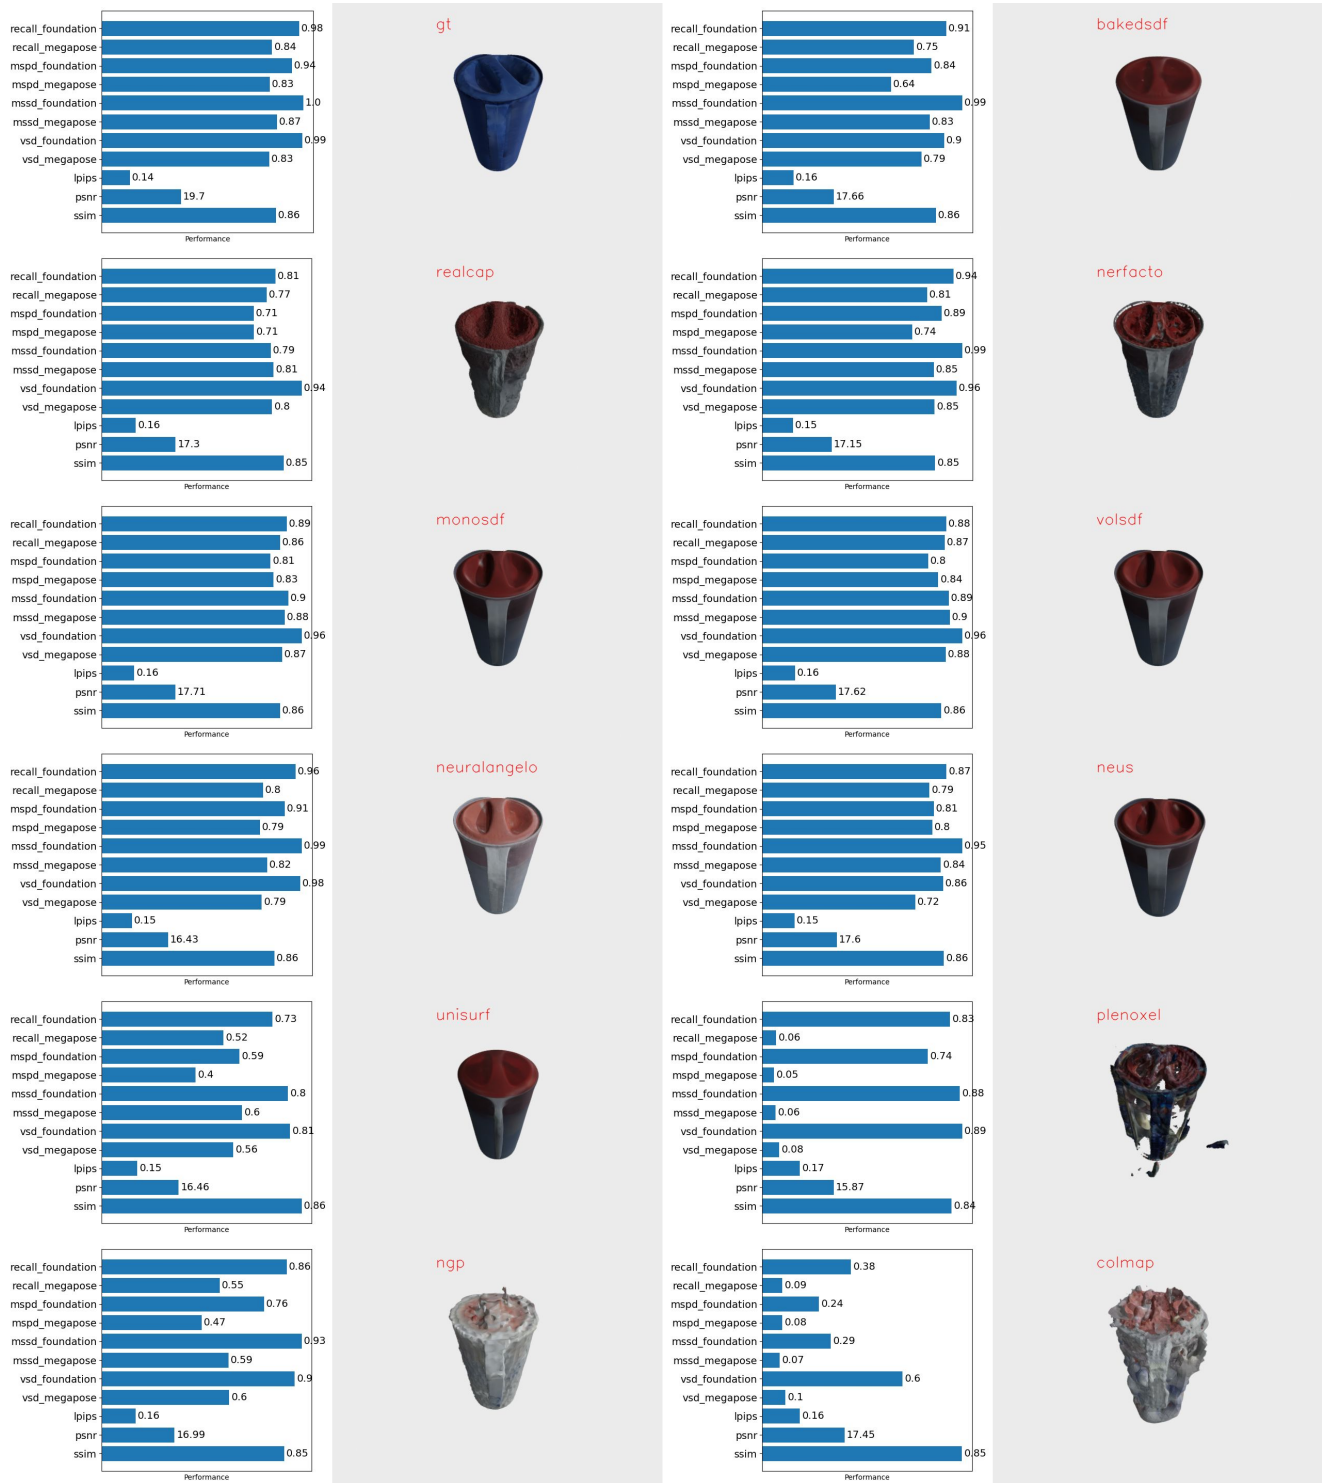 recall_foundation 0.98
recall_megapose 0.84
mspd_foundation 0.94
mspd_megapose 0.83
mssd_foundation 1.0
mssd_megapose 0.87
vsd_foundation 0.99
vsd_megapose 0.83
lpips 0.14
psnr 19.7
ssim 0.86
Performance
gt
recall_foundation 0.91
recall_megapose 0.75
mspd_foundation 0.84
mspd_megapose 0.64
mssd_foundation 0.99
mssd_megapose 0.83
vsd_foundation 0.9
vsd_megapose 0.79
lpips 0.16
psnr 17.66
ssim 0.86
Performance
bakedsdf
recall_foundation 0.81
recall_megapose 0.77
mspd_foundation 0.71
mspd_megapose 0.71
mssd_foundation 0.79
mssd_megapose 0.81
vsd_foundation 0.94
vsd_megapose 0.8
lpips 0.16
psnr 17.3
ssim 0.85
Performance
realcap
recall_foundation 0.94
recall_megapose 0.81
mspd_foundation 0.89
mspd_megapose 0.74
mssd_foundation 0.99
mssd_megapose 0.85
vsd_foundation 0.96
vsd_megapose 0.85
lpips 0.15
psnr 17.15
ssim 0.85
Performance
nerfacto
recall_foundation 0.89
recall_megapose 0.86
mspd_foundation 0.81
mspd_megapose 0.83
mssd_foundation 0.9
mssd_megapose 0.88
vsd_foundation 0.96
vsd_megapose 0.87
lpips 0.16
psnr 17.71
ssim 0.86
Performance
monosdf
recall_foundation 0.88
recall_megapose 0.87
mspd_foundation 0.8
mspd_megapose 0.84
mssd_foundation 0.89
mssd_megapose 0.9
vsd_foundation 0.96
vsd_megapose 0.88
lpips 0.16
psnr 17.62
ssim 0.86
Performance
volsdf
recall_foundation 0.96
recall_megapose 0.8
mspd_foundation 0.91
mspd_megapose 0.79
mssd_foundation 0.99
mssd_megapose 0.82
vsd_foundation 0.98
vsd_megapose 0.79
lpips 0.15
psnr 16.43
ssim 0.86
Performance
neuralangelo
recall_foundation 0.87
recall_megapose 0.79
mspd_foundation 0.81
mspd_megapose 0.8
mssd_foundation 0.95
mssd_megapose 0.84
vsd_foundation 0.86
vsd_megapose 0.72
lpips 0.15
psnr 17.6
ssim 0.86
Performance
neus
recall_foundation 0.73
recall_megapose 0.52
mspd_foundation 0.59
mspd_megapose 0.4
mssd_foundation 0.8
mssd_megapose 0.6
vsd_foundation 0.81
vsd_megapose 0.56
lpips 0.15
psnr 16.46
ssim 0.86
Performance
unisurf
recall_foundation 0.83
recall_megapose 0.06
mspd_foundation 0.74
mspd_megapose 0.05
mssd_foundation 0.88
mssd_megapose 0.06
vsd_foundation 0.89
vsd_megapose 0.08
lpips 0.17
psnr 15.87
ssim 0.84
Performance
plenoxel
recall_foundation 0.86
recall_megapose 0.55
mspd_foundation 0.76
mspd_megapose 0.47
mssd_foundation 0.93
mssd_megapose 0.59
vsd_foundation 0.9
vsd_megapose 0.6
lpips 0.16
psnr 16.99
ssim 0.85
Performance
ngp
recall_foundation 0.38
recall_megapose 0.09
mspd_foundation 0.24
mspd_megapose 0.08
mssd_foundation 0.29
mssd_megapose 0.07
vsd_foundation 0.6
vsd_megapose 0.1
lpips 0.16
psnr 17.45
ssim 0.85
Performance
colmap